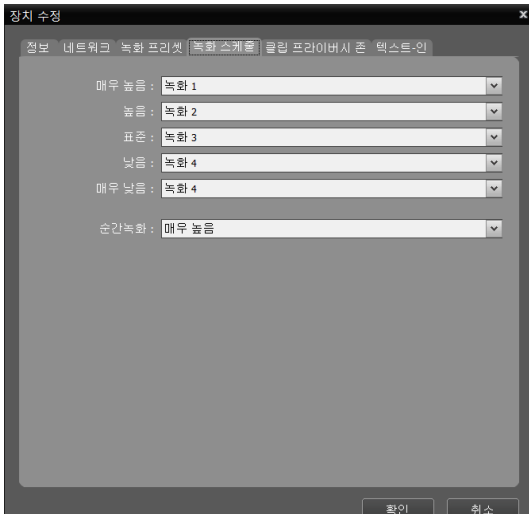 장치 수정
정보 네트워크 녹화 프리셋 녹화 스케줄 클립 프라이버시 존 텍스트-인
매우 높음 : 녹화 1
높음 : 녹화 2
표준 : 녹화 3
낮음 : 녹화 4
매우 낮음 : 녹화 4
순간녹화 : 매우 높음
확인 취소